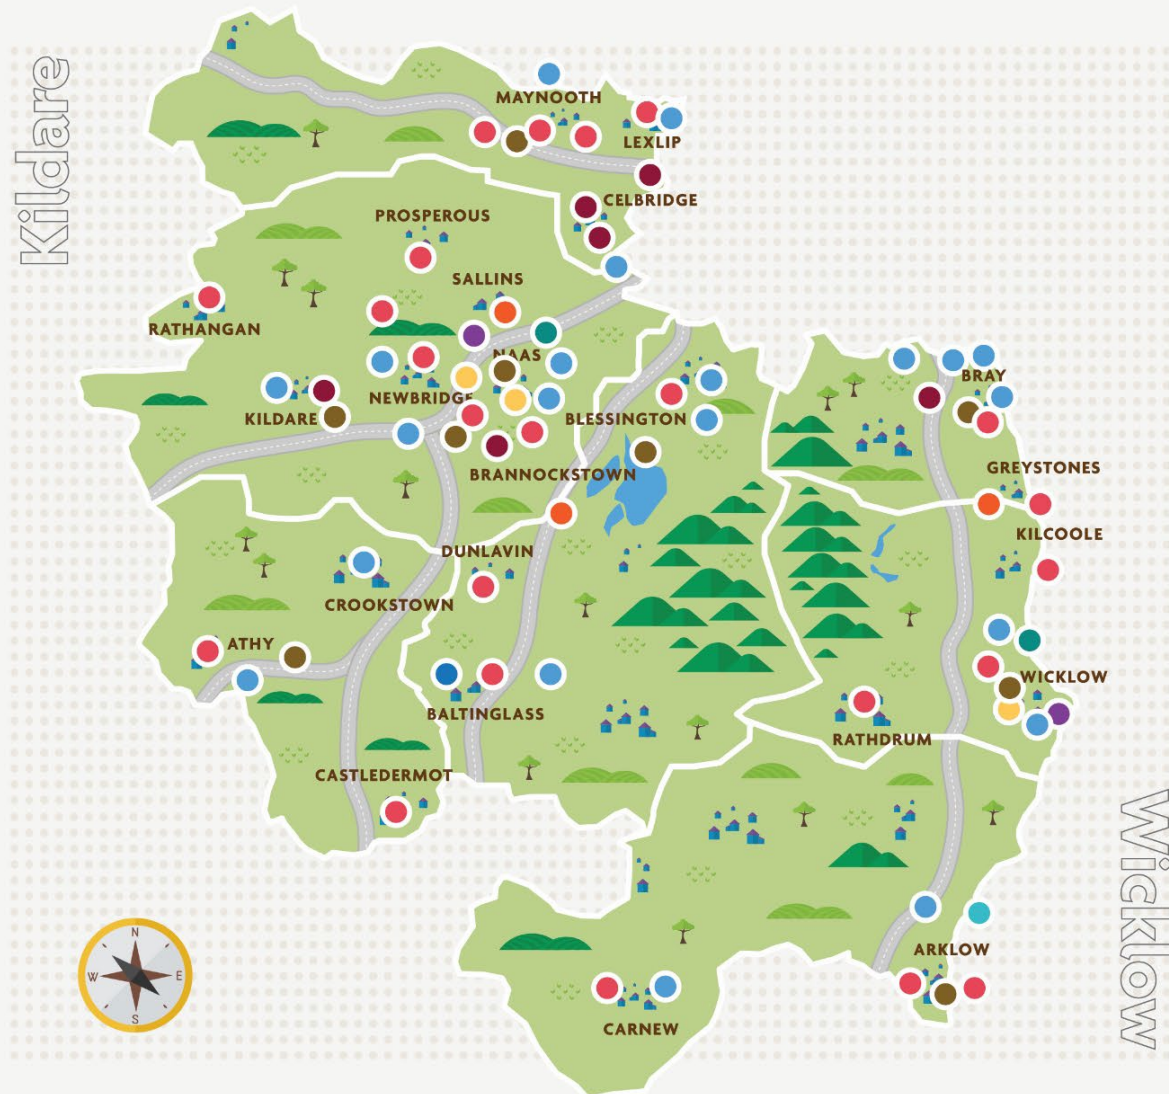 Kildare
MAYNOOTH
LEXLIP
CELBRIDGE
PROSPEROUS
SALLINS
RATHANGAN
NAAS
BRAY
NEWBRIDGE
KILDARE
BLESSINGTON
BRANNOCKSTOWN
GREYSTONES
KILCOOLE
DUNLAVIN
CROOKSTOWN
ATHY
WICKLOW
BALTINGLASS
RATHDRUM
CASTLEDERMOT
Wicklow
N
W E
S
ARKLOW
CARNEW